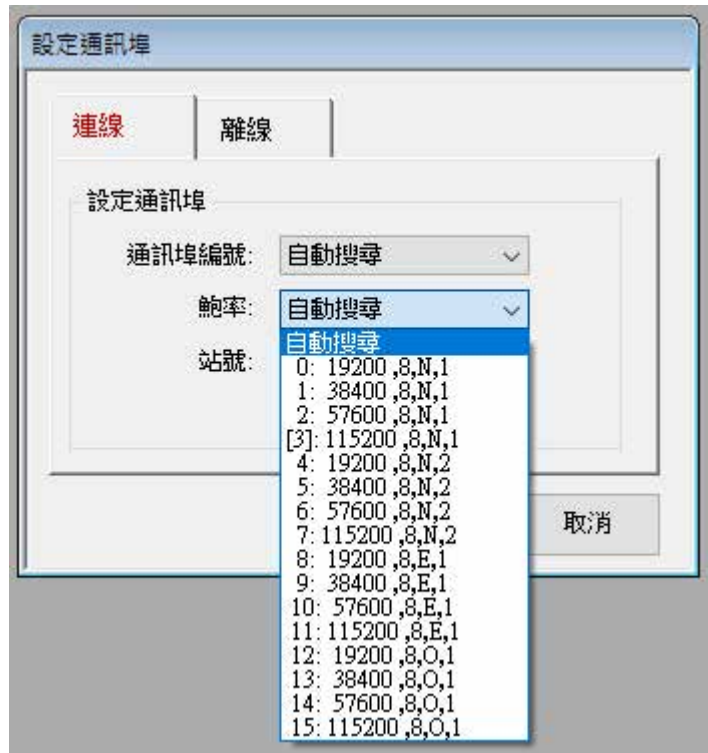 設定通訊埠
連線 離線
設定通訊埠
通訊埠編號: 自動搜尋
鮑率: 自動搜尋
站號:
自動搜尋
0: 19200 ,8,N,1
1: 38400 ,8,N,1
2: 57600 ,8,N,1
[3]: 115200 ,8,N,1
4: 19200 ,8,N,2
5: 38400 ,8,N,2
6: 57600 ,8,N,2
7: 115200 ,8,N,2
8: 19200 ,8,E,1
9: 38400 ,8,E,1
10: 57600 ,8,E,1
11: 115200 ,8,E,1
12: 19200 ,8,O,1
13: 38400 ,8,O,1
14: 57600 ,8,O,1
15: 115200 ,8,O,1
取消